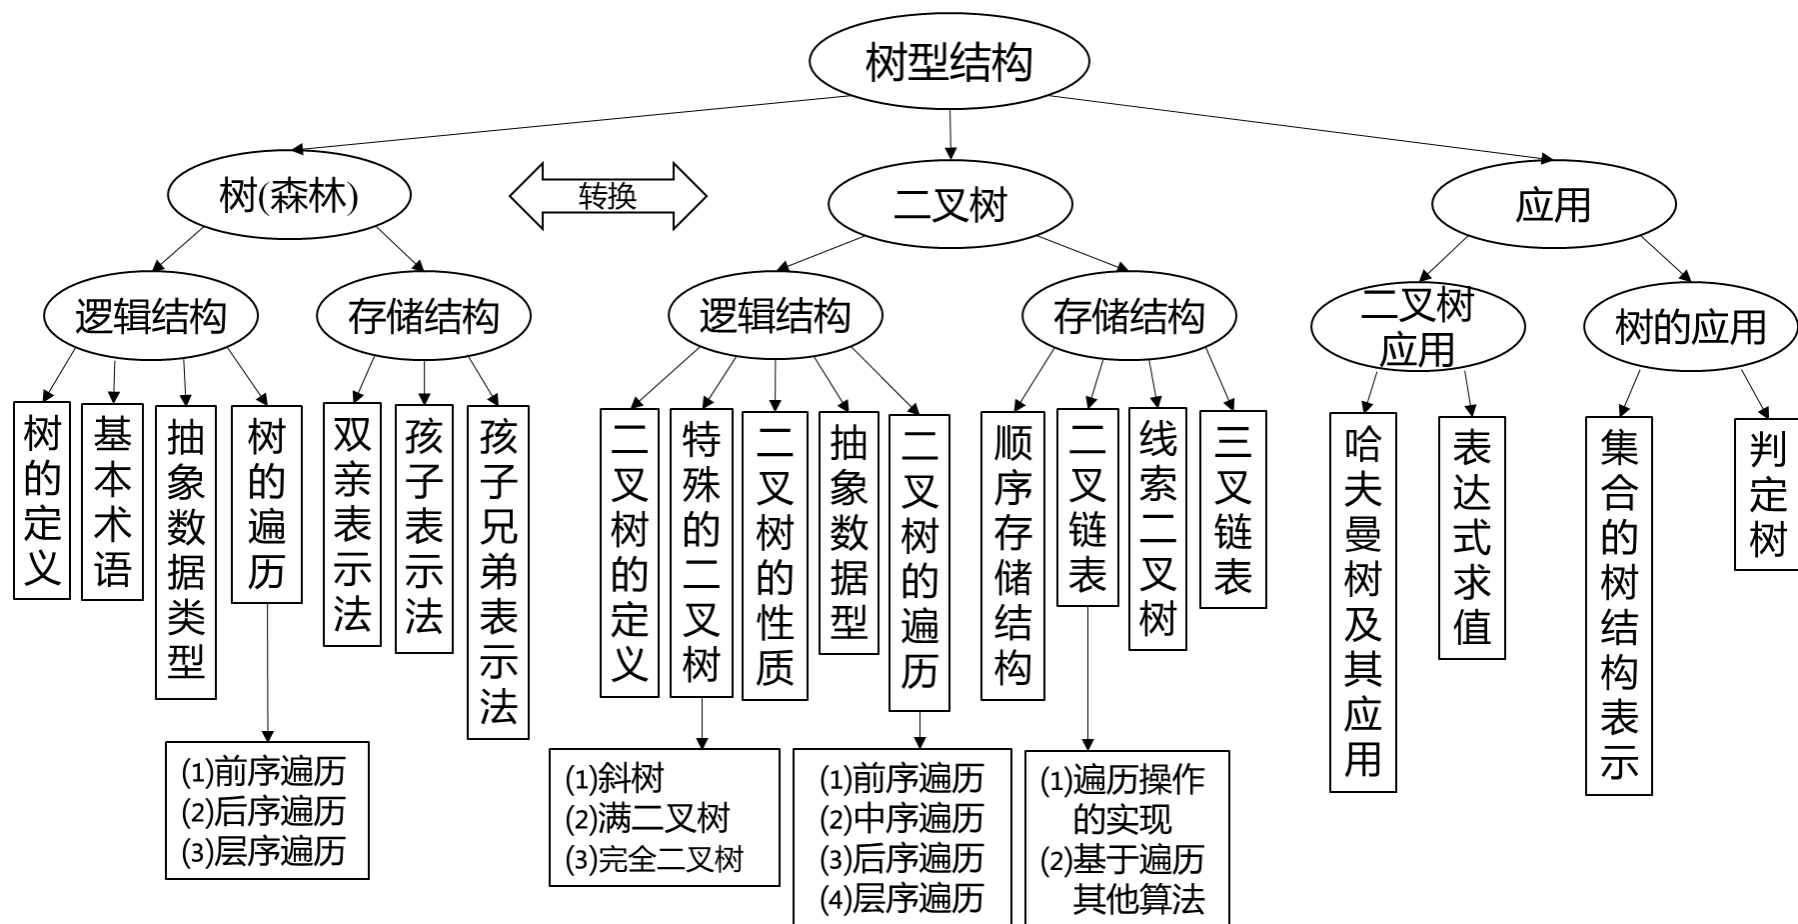 树型结构
树(森林)
转换
二叉树
应用
逻辑结构
存储结构
逻辑结构
存储结构
二叉树
应用
树的应用
树的定义
基本术语
抽象数据类型
树的遍历
双亲表示法
孩子表示法
孩子兄弟表示法
二叉树的定义
特殊的二叉树
二叉树的性质
抽象数据型
二叉树的遍历
顺序存储结构
二叉链表
线索二叉树
三叉链表
哈夫曼树及其应用
表达式求值
集合的树结构表示
判定树
(1)前序遍历
(2)后序遍历
(3)层序遍历
(1)斜树
(2)满二叉树
(3)完全二叉树
(1)前序遍历
(2)中序遍历
(3)后序遍历
(4)层序遍历
(1)遍历操作
的实现
(2)基于遍历
其他算法